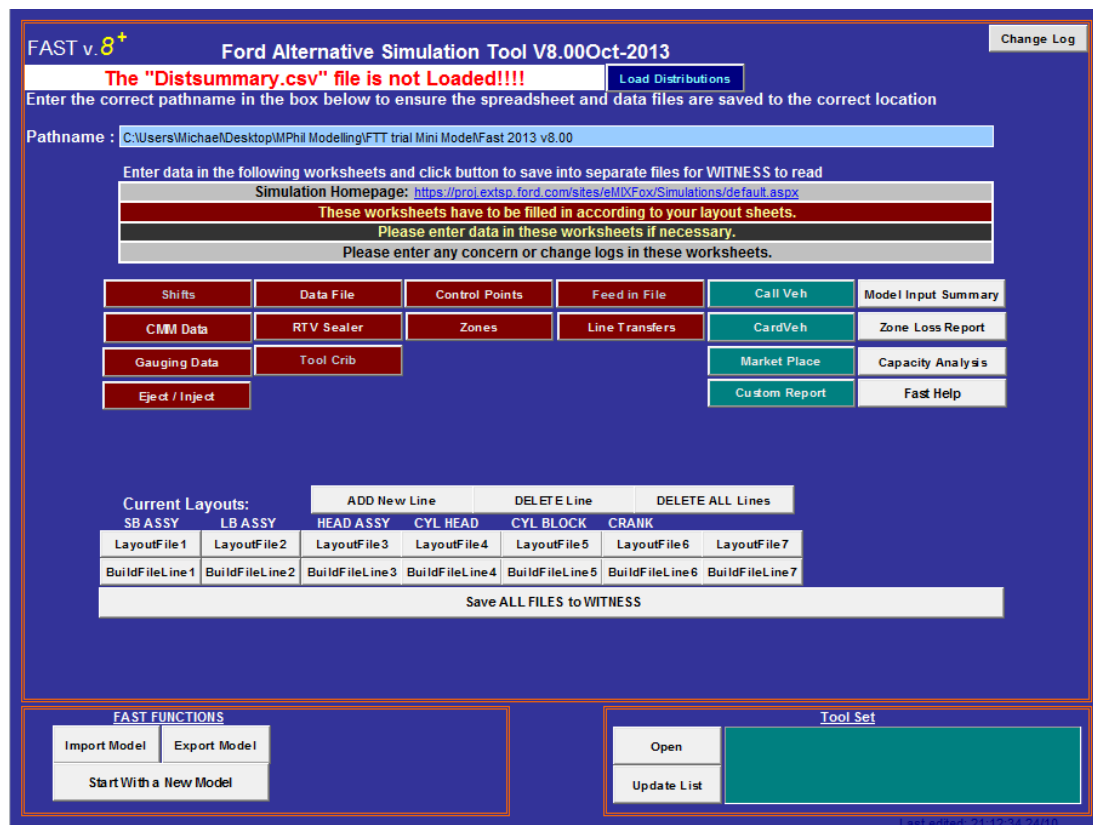 FAST v. 8+
Change Log
Ford Alternative Simulation Tool V8.00Oct-2013
The "Distsummary.csv" file is not Loaded!!!!
Load Distributions
Enter the correct pathname in the box below to ensure the spreadsheet and data files are saved to the correct location
Pathname : C:\Users\Michael\Desktop\MPhil Modelling\FTT trial Mini Model\Fast 2013 v8.00
Enter data in the following worksheets and click button to save into separate files for WITNESS to read
Simulation Homepage: https://proj.extsp.ford.com/sites/eMIXFox/Simulations/default.aspx
These worksheets have to be filled in according to your layout sheets.
Please enter data in these worksheets if necessary.
Please enter any concern or change logs in these worksheets.
Shifts Data File Control Points Feed in File Call Veh Model Input Summary
CMM Data RTV Sealer Zones Line Transfers CardVeh Zone Loss Report
Gauging Data Tool Crib Market Place Capacity Analysis
Eject / Inject Custom Report Fast Help
Current Layouts: ADD New Line DELETE Line DELETE ALL Lines
SB ASSY LB ASSY HEAD ASSY CYL HEAD CYL BLOCK CRANK
LayoutFile1 LayoutFile2 LayoutFile3 LayoutFile4 LayoutFile5 LayoutFile6 LayoutFile7
BuildFileLine1 BuildFileLine2 BuildFileLine3 BuildFileLine4 BuildFileLine5 BuildFileLine6 BuildFileLine7
Save ALL FILES to WITNESS
FAST FUNCTIONS
Import Model Export Model
Start With a New Model
Tool Set
Open
Update List
Last edited: 21:12:34 24/10